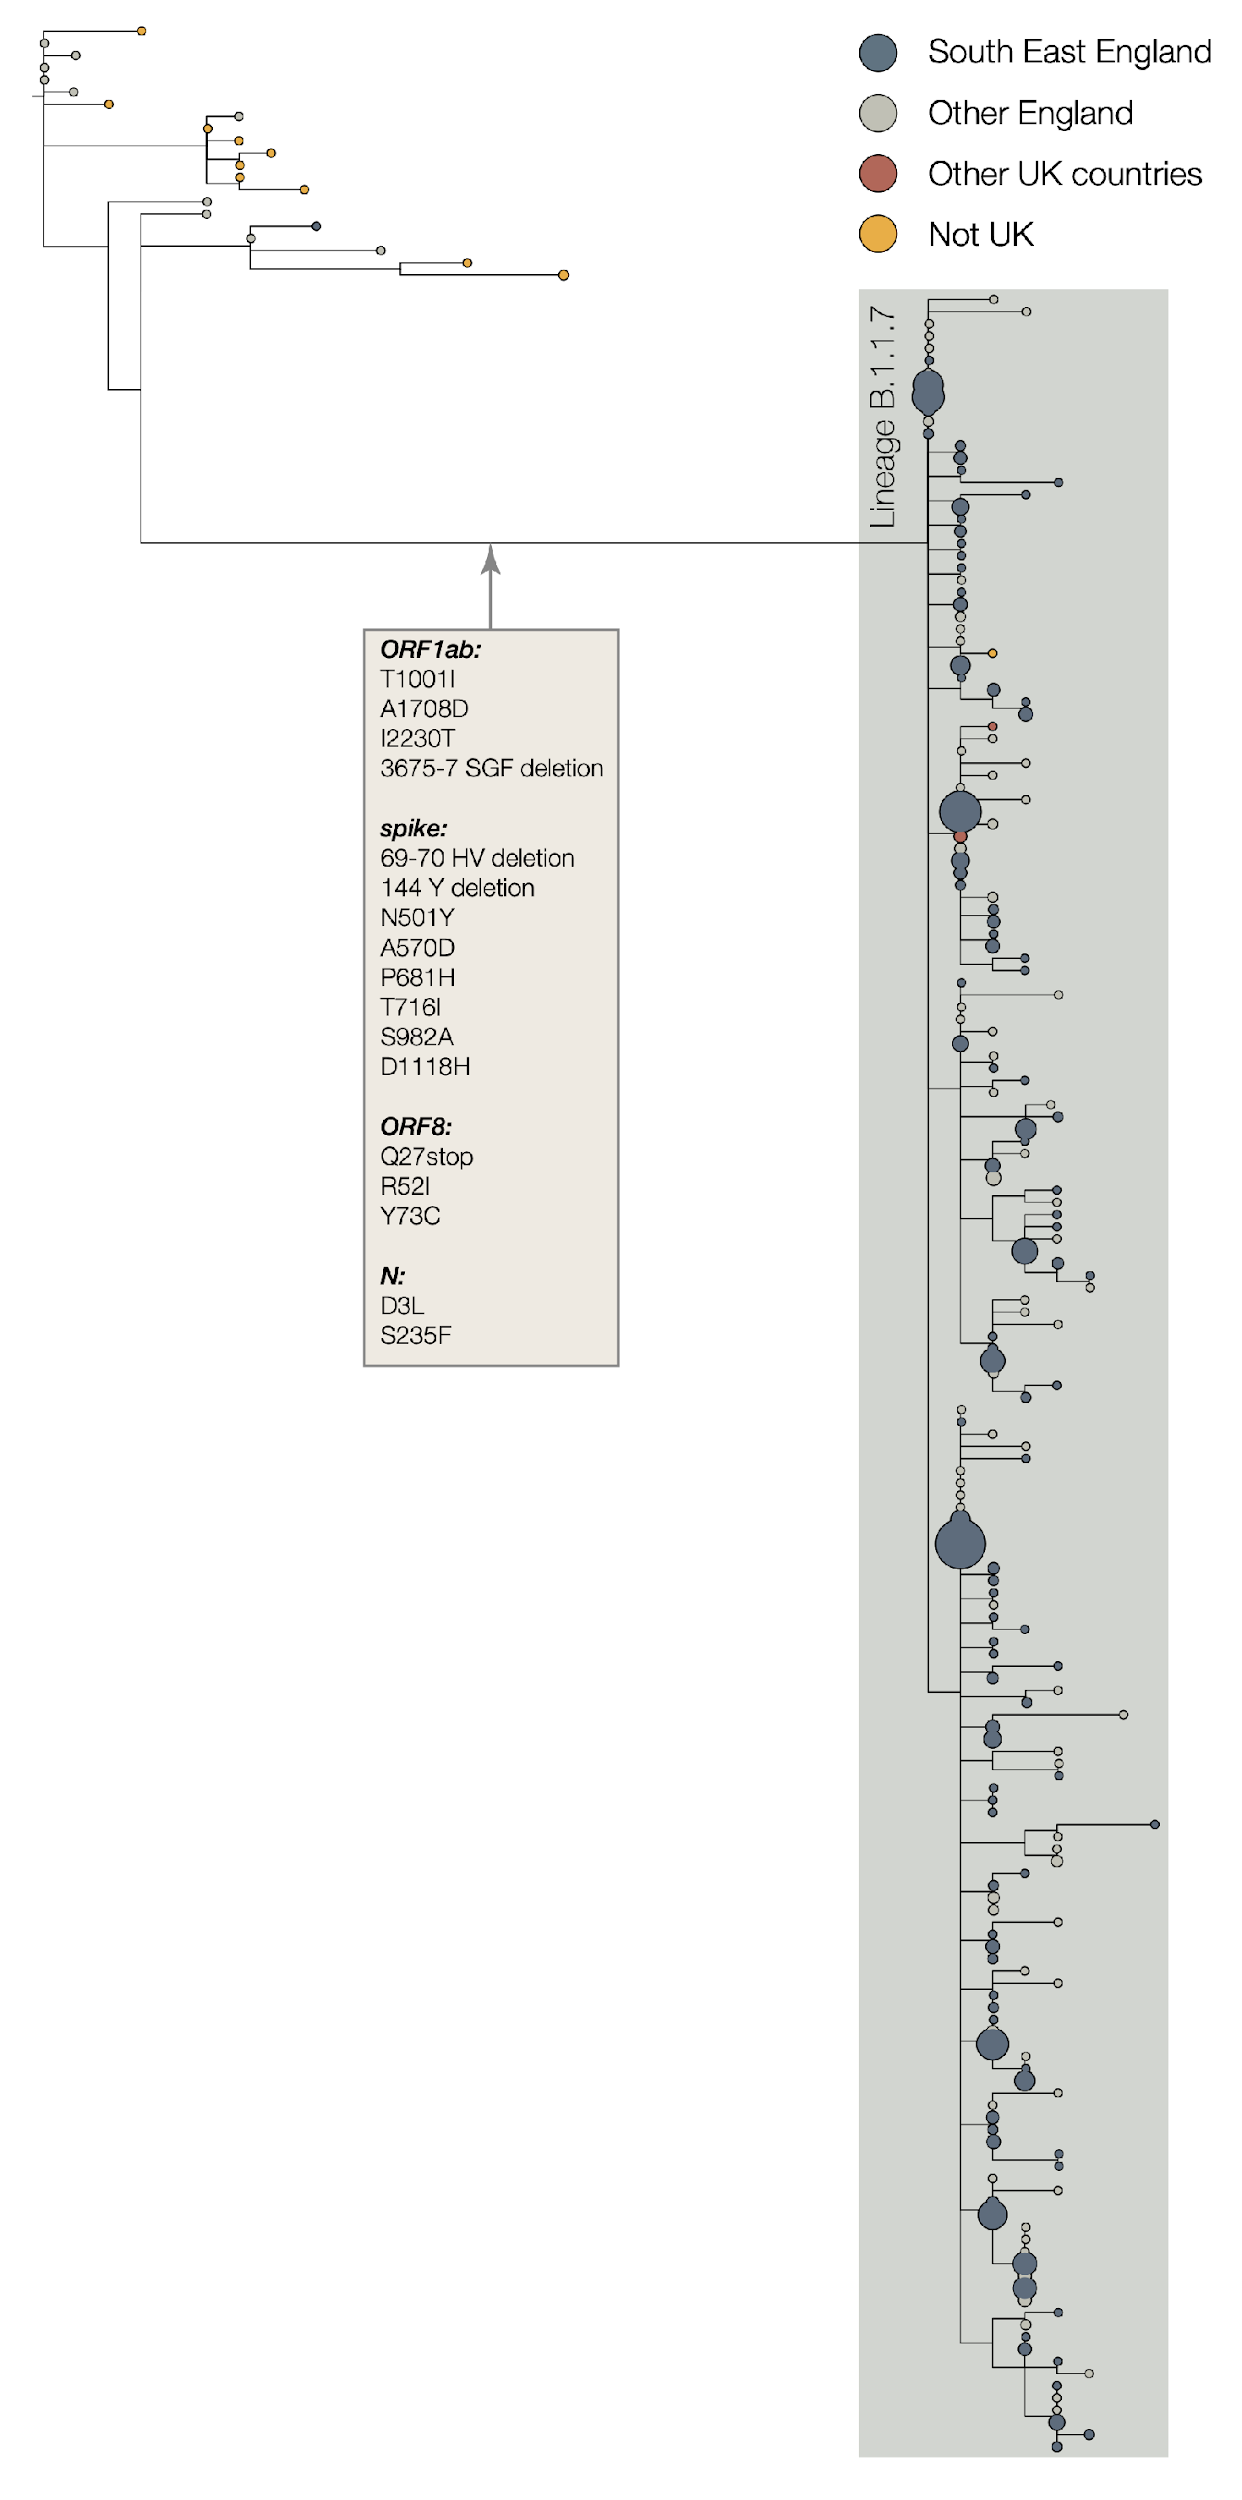 South East England
Other England
Other UK countries
Not UK
Lineage B.1.1.7
ORF1ab:
T1001I
A1708D
I2230T
3675-7 SGF deletion
spike:
69-70 HV deletion
144 Y deletion
N501Y
A570D
P681H
T716I
S982A
D1118H
ORF8:
Q27stop
R52I
Y73C
N:
D3L
S235F